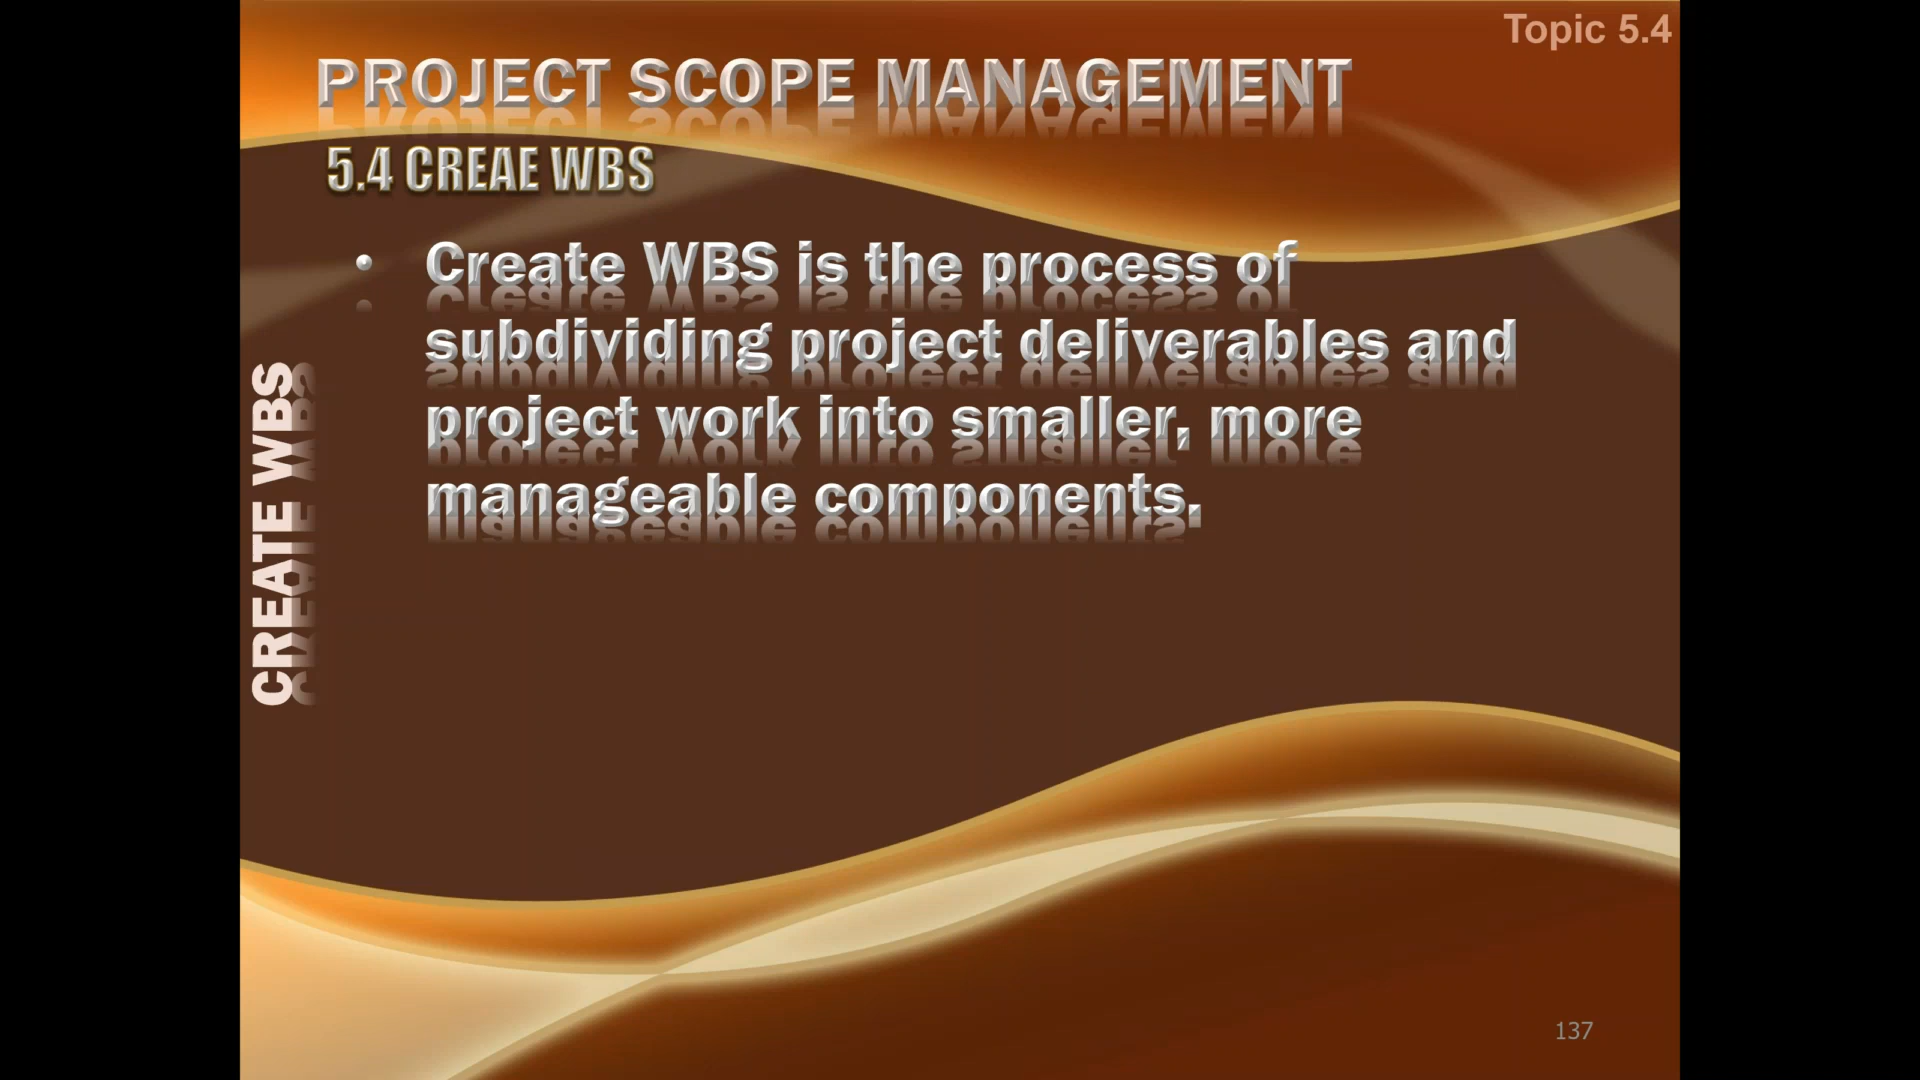 Topic 5.4
PROJECT SCOPE MANAGEMENT
5.4 CREAE WBS
• Create WBS is the process of
subdividing project deliverables and
project work into smaller, more
manageable components.
CREATE WBS
137